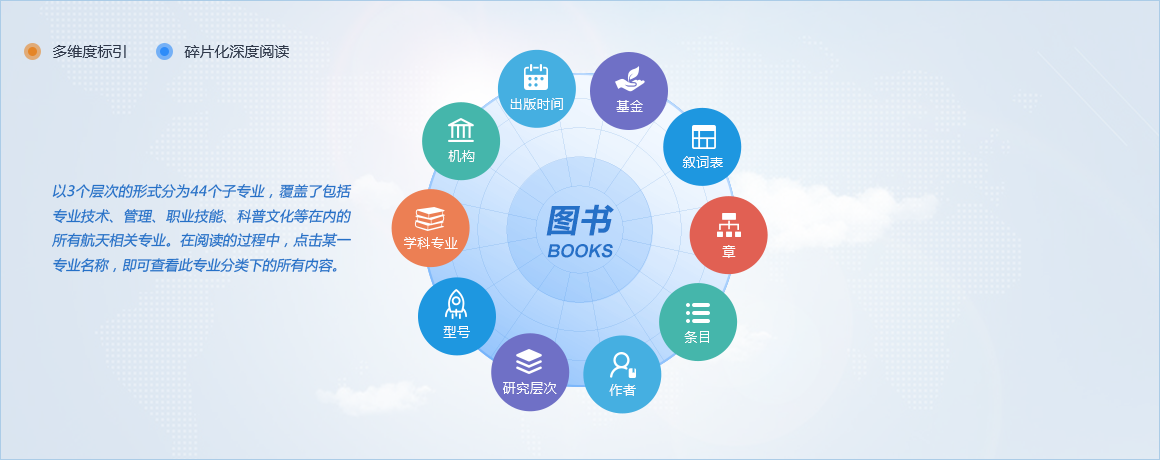 多维度标引
碎片化深度阅读
以3个层次的形式分为44个子专业，覆盖了包括
专业技术、管理、职业技能、科普文化等在内的
所有航天相关专业。在阅读的过程中，点击某一
专业名称，即可查看此专业分类下的所有内容。
出版时间
基金
机构
叙词表
学科专业
图书
BOOKS
章
型号
条目
研究层次
作者